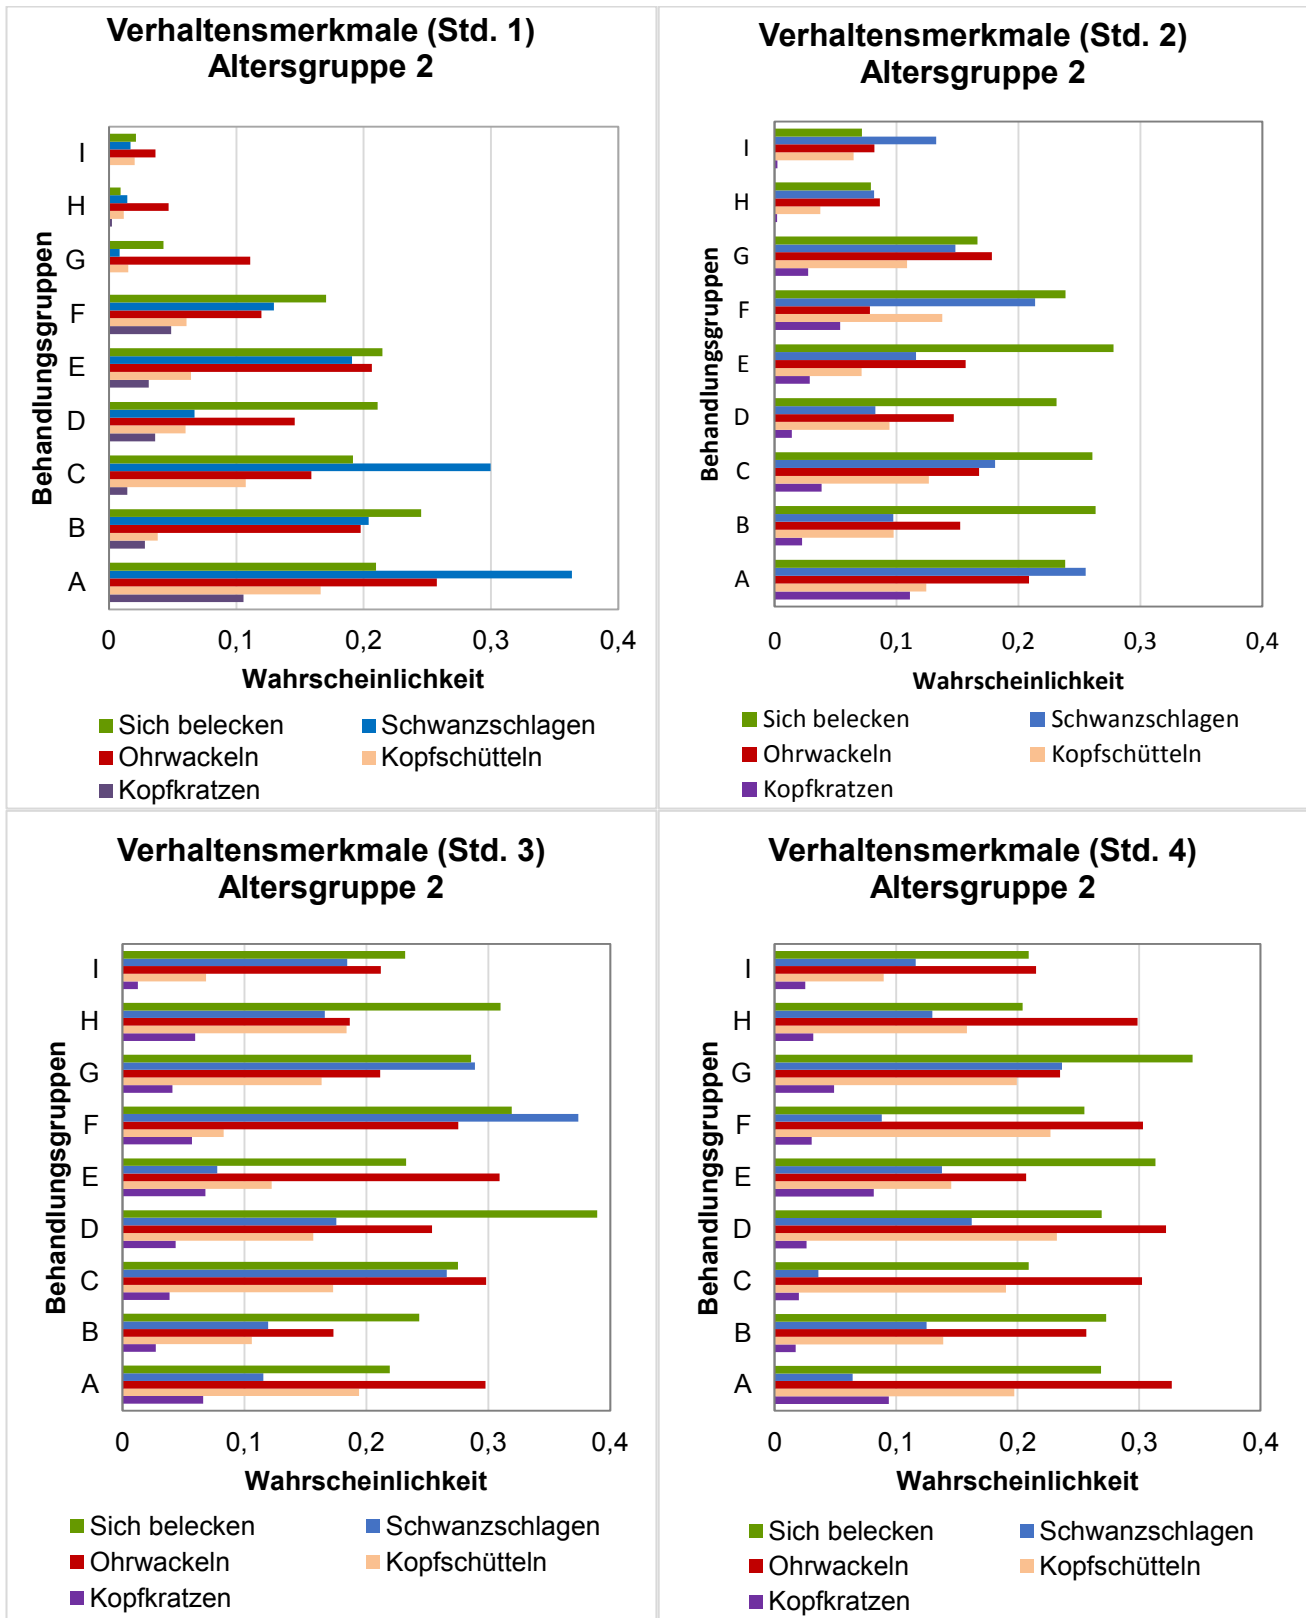 Verhaltensmerkmale (Std. 1)
Altersgruppe 2
Behandlungsgruppen
I
H
G
F
E
D
C
B
A
0 0,1 0,2 0,3 0,4
Wahrscheinlichkeit
Sich belecken Schwanzschlagen
Ohrwackeln Kopfschütteln
Kopfkratzen
Verhaltensmerkmale (Std. 2)
Altersgruppe 2
Behandlungsgruppen
I
H
G
F
E
D
C
B
A
0 0,1 0,2 0,3 0,4
Wahrscheinlichkeit
Sich belecken Schwanzschlagen
Ohrwackeln Kopfschütteln
Kopfkratzen
Verhaltensmerkmale (Std. 3)
Altersgruppe 2
Behandlungsgruppen
I
H
G
F
E
D
C
B
A
0 0,1 0,2 0,3 0,4
Wahrscheinlichkeit
Sich belecken Schwanzschlagen
Ohrwackeln Kopfschütteln
Kopfkratzen
Verhaltensmerkmale (Std. 4)
Altersgruppe 2
Behandlungsgruppen
I
H
G
F
E
D
C
B
A
0 0,1 0,2 0,3 0,4
Wahrscheinlichkeit
Sich belecken Schwanzschlagen
Ohrwackeln Kopfschütteln
Kopfkratzen